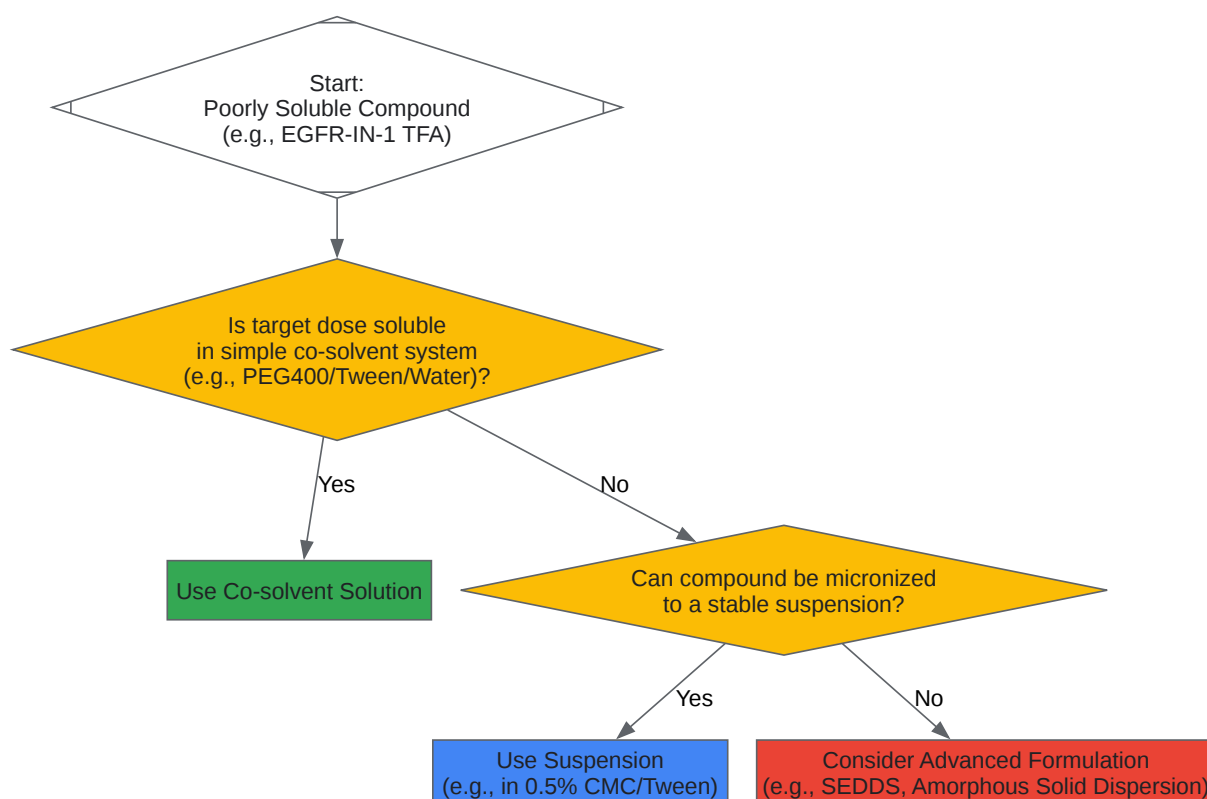 Start:
Poorly Soluble Compound
(e.g., EGFR-IN-1 TFA)
Is target dose soluble
in simple co-solvent system
(e.g., PEG400/Tween/Water)?
Yes
No
Use Co-solvent Solution
Can compound be micronized
to a stable suspension?
Yes
No
Use Suspension
(e.g., in 0.5% CMC/Tween)
Consider Advanced Formulation
(e.g., SEDDS, Amorphous Solid Dispersion)